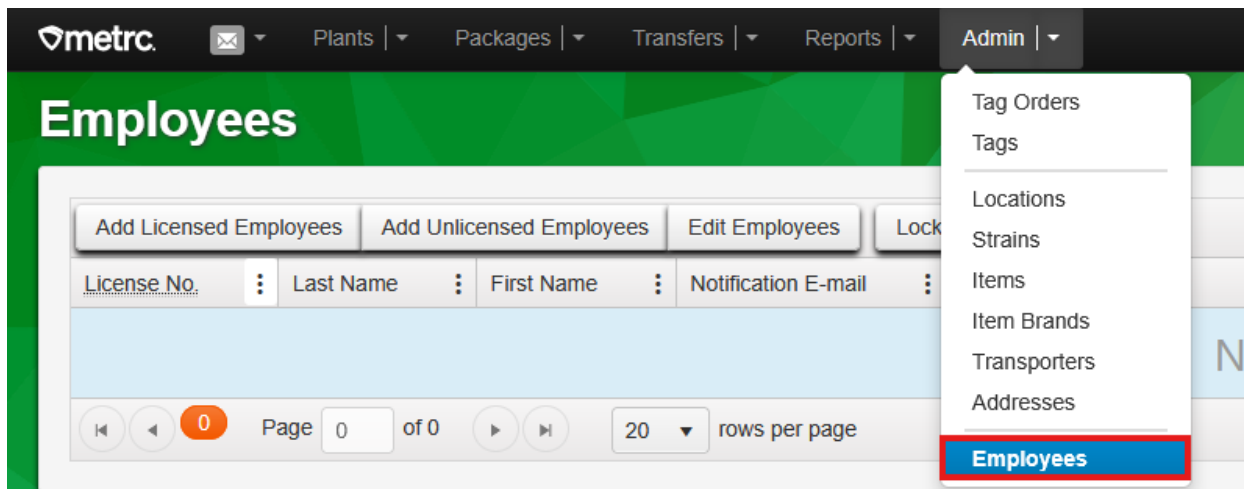 metrc. Plants Packages Transfers Reports Admin
Employees
Tag Orders
Tags
Locations
Strains
Items
Item Brands
Transporters
Addresses
Employees
Add Licensed Employees Add Unlicensed Employees Edit Employees Lock
License No. Last Name First Name Notification E-mail
N
0 Page 0 of 0 20 rows per page